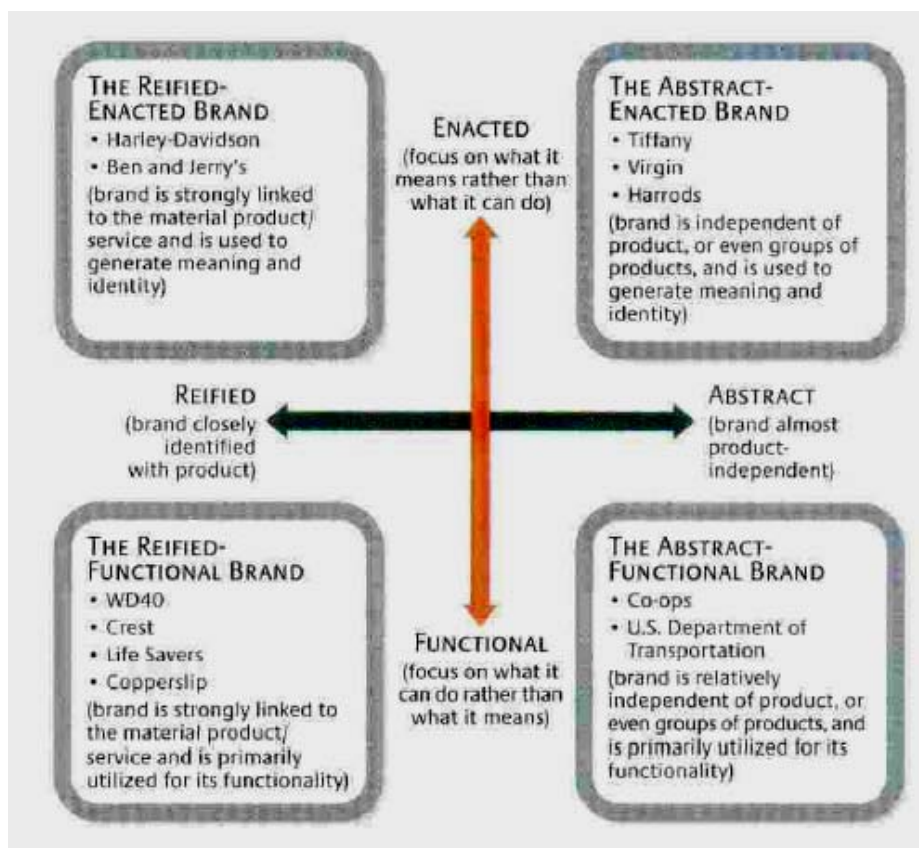 THE REIFIED-
ENACTED BRAND
• Harley-Davidson
• Ben and Jerry's
(brand is strongly linked
to the material product/
service and is used to
generate meaning and
identity)
ENACTED
(focus on what it
means rather than
what it can do)
THE ABSTRACT-
ENACTED BRAND
• Tiffany
• Virgin
• Harrods
(brand is independent of
product, or even groups of
products, and is used to
generate meaning and
identity)
REIFIED
(brand closely
identified
with product)
ABSTRACT
(brand almost
product-
independent)
THE REIFIED-
FUNCTIONAL BRAND
• WD40
• Crest
• Life Savers
• Copperslip
(brand is strongly linked to
the material product/
service and is primarily
utilized for its functionality)
FUNCTIONAL
(focus on what it
can do rather than
what it means)
THE ABSTRACT-
FUNCTIONAL BRAND
• Co-ops
• U.S. Department of
Transportation
(brand is relatively
independent of product, or
even groups of products, and
is primarily utilized for its
functionality)